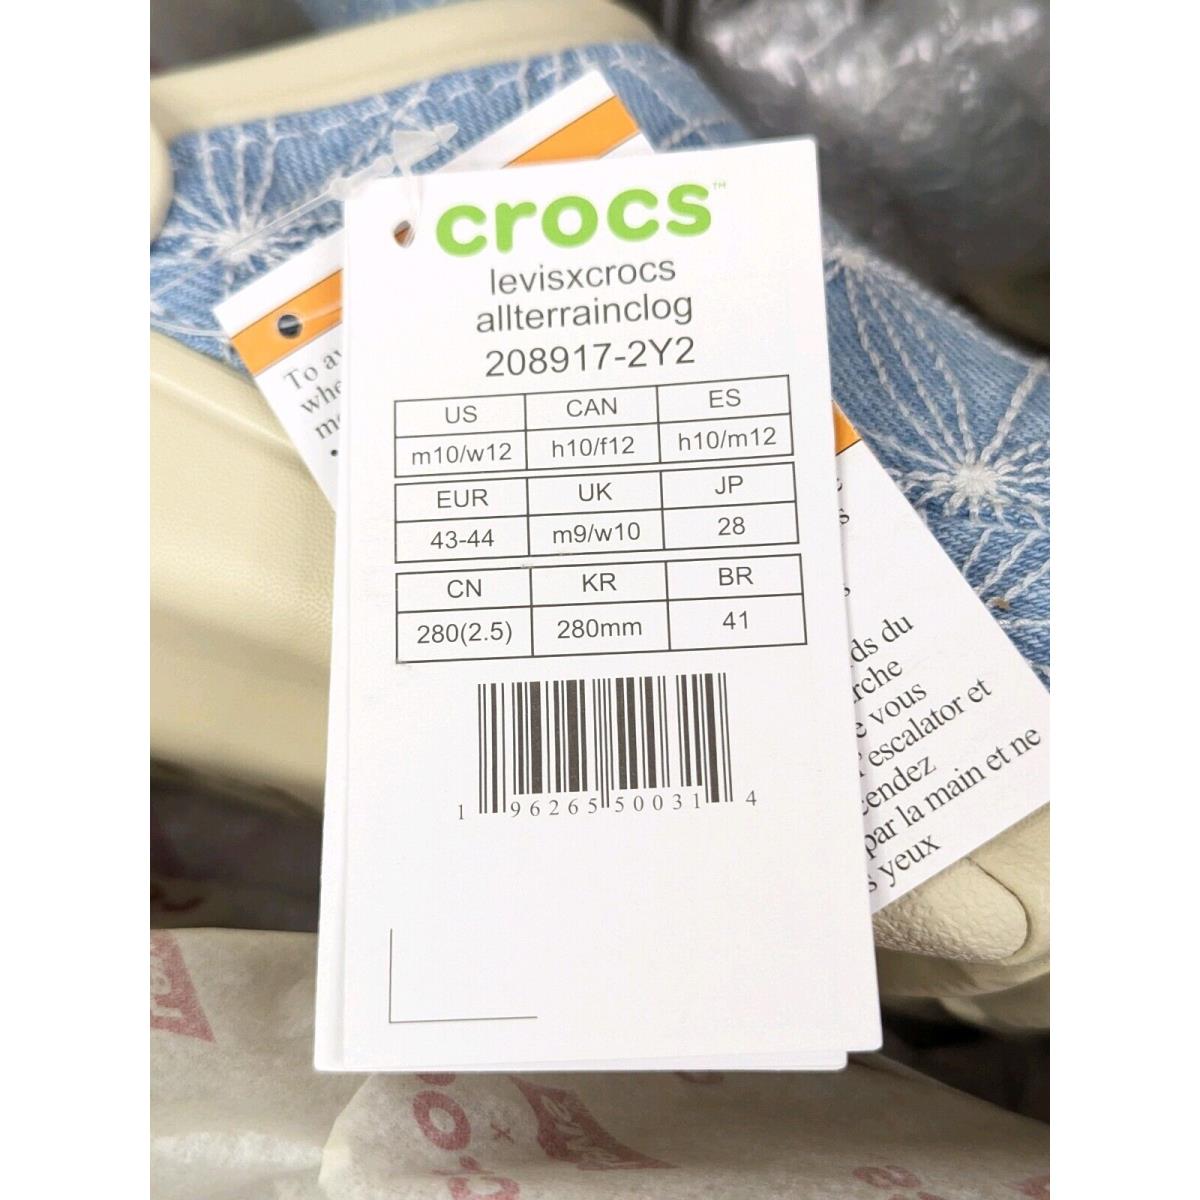 crocs™
levisxcrocs
allterrainclog
208917-2Y2
US CAN ES
m10/w12 h10/f12 h10/m12
EUR UK JP
43-44 m9/w10 28
CN KR BR
280(2.5) 280mm 41
1 96265 50031 4
To
ds du
rche
vous
escalator et
cendez
par la main et ne
s yeux
crocs
x